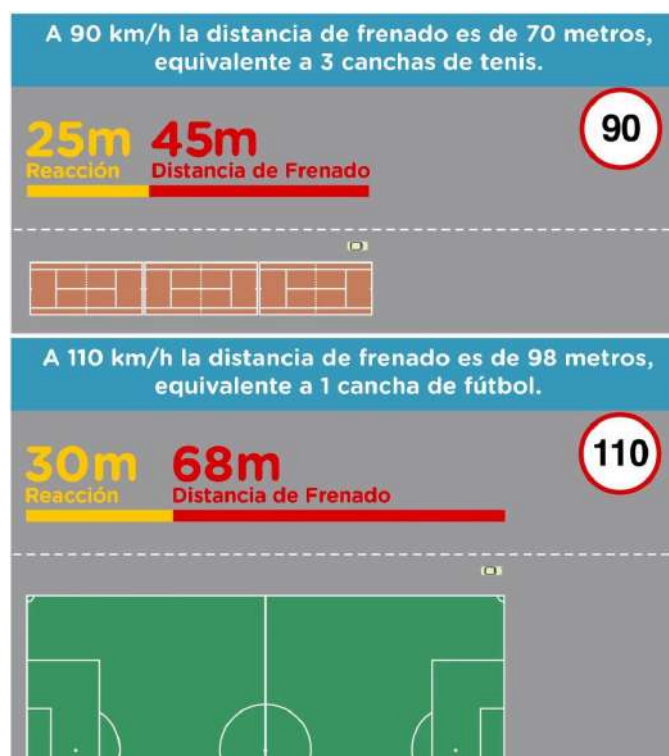 A 90 km/h la distancia de frenado es de 70 metros,
equivalente a 3 canchas de tenis.
25m 45m
Reacción Distancia de Frenado
90
A 110 km/h la distancia de frenado es de 98 metros,
equivalente a 1 cancha de fútbol.
30m 68m
Reacción Distancia de Frenado
110